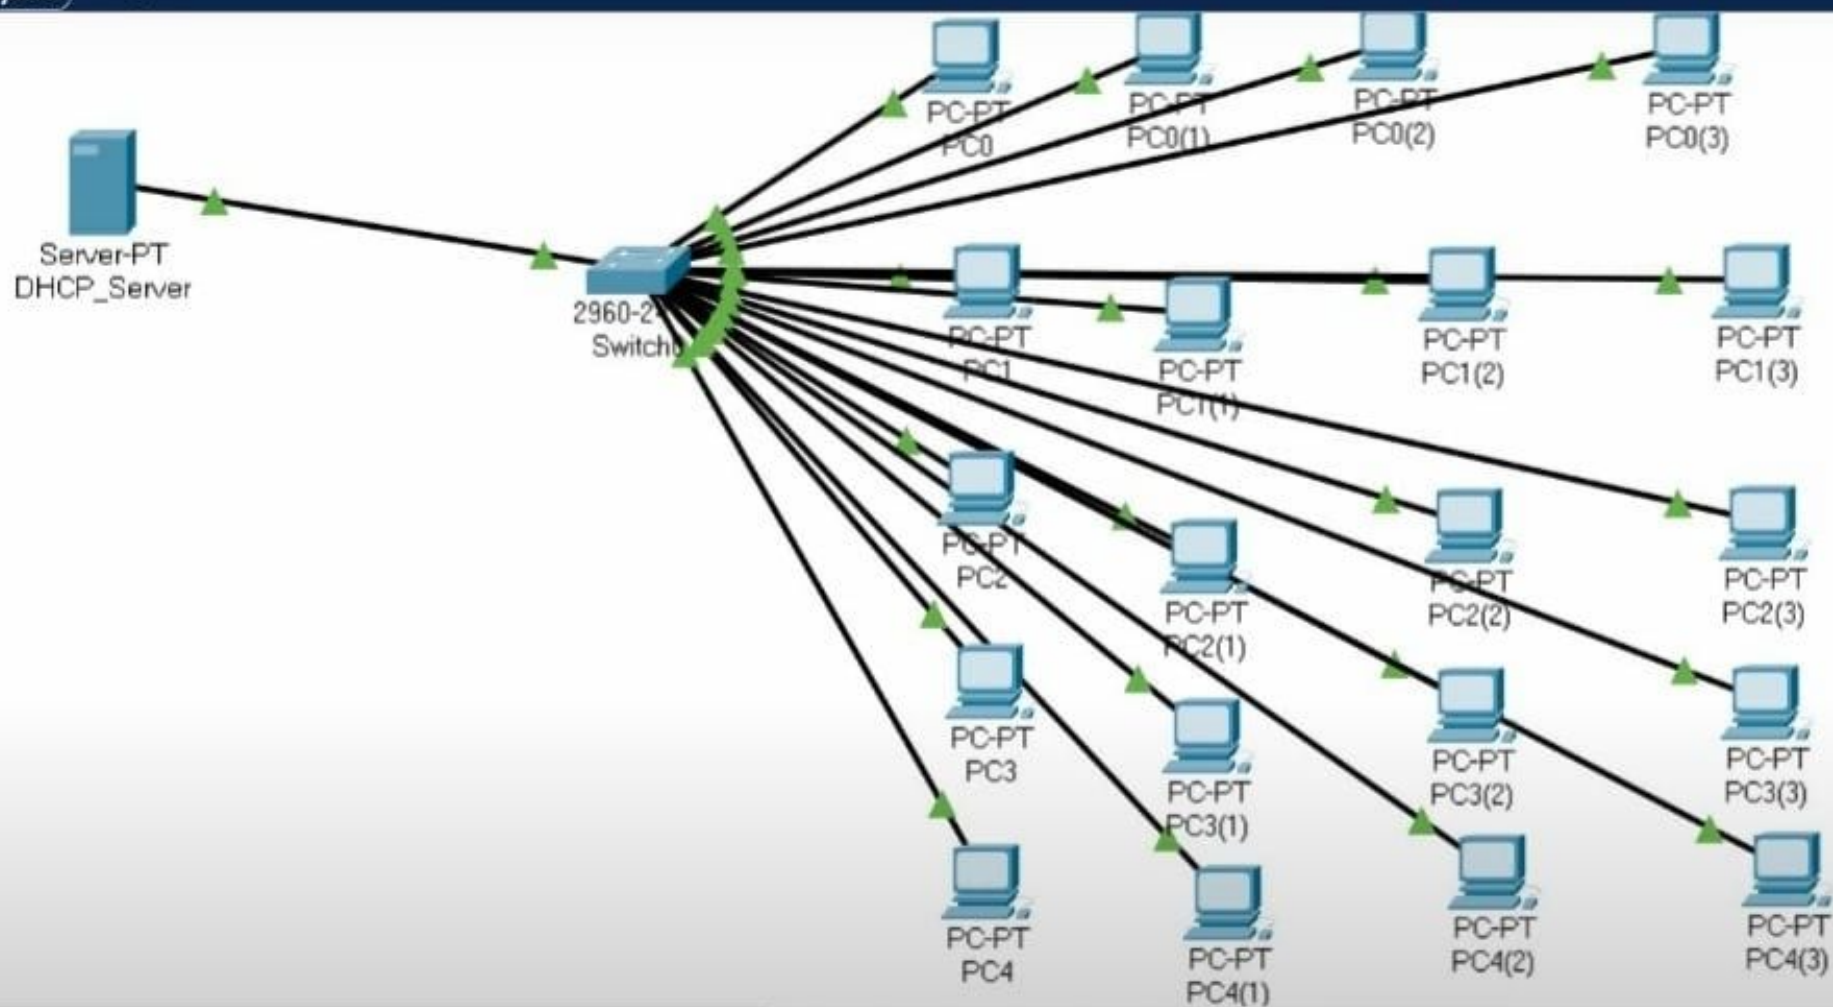 PC-PT
PC0
PC-PT
PC0(1)
PC-PT
PC0(2)
PC-PT
PC0(3)
Server-PT
DHCP_Server
2960-2
Switch
PC-PT
PC1
PC-PT
PC1(1)
PC-PT
PC1(2)
PC-PT
PC1(3)
PC-PT
PC2
PC-PT
PC2(1)
PC-PT
PC2(2)
PC-PT
PC2(3)
PC-PT
PC3
PC-PT
PC3(1)
PC-PT
PC3(2)
PC-PT
PC3(3)
PC-PT
PC4
PC-PT
PC4(1)
PC-PT
PC4(2)
PC-PT
PC4(3)